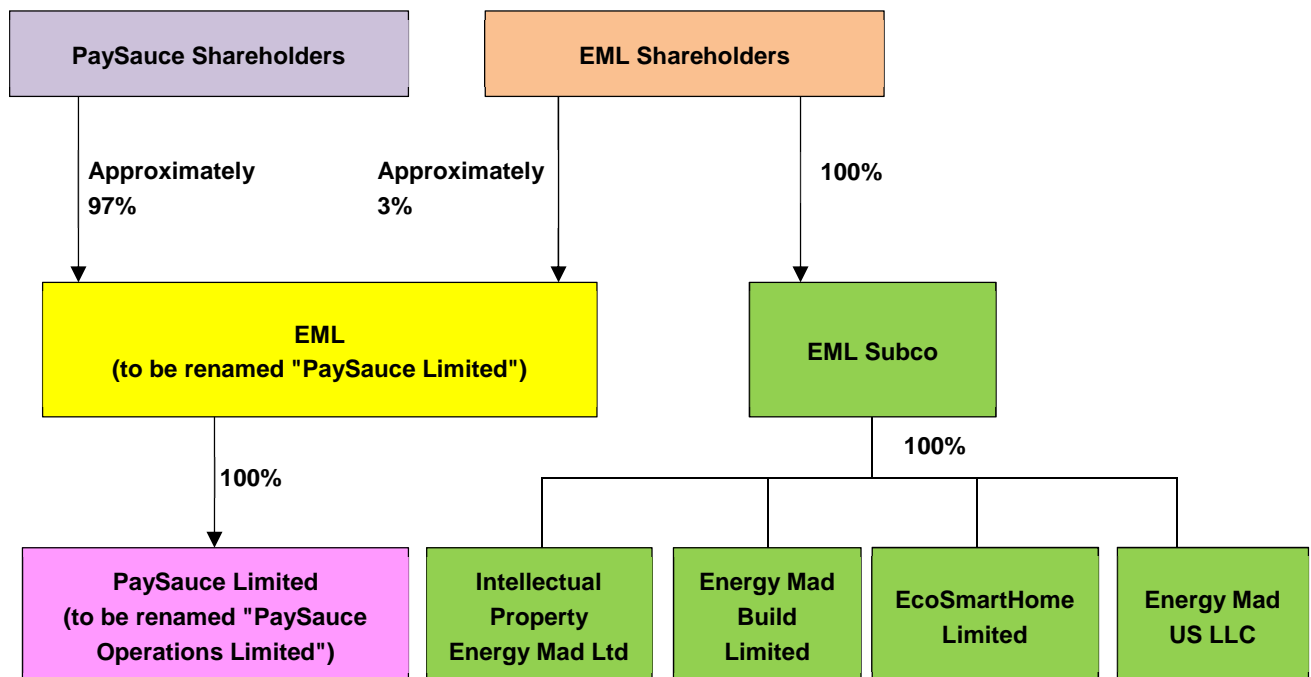 PaySauce Shareholders
EML Shareholders
Approximately
97%
Approximately
3%
100%
EML
(to be renamed "PaySauce Limited")
EML Subco
100%
100%
PaySauce Limited
(to be renamed "PaySauce
Operations Limited")
Intellectual
Property
Energy Mad Ltd
Energy Mad
Build
Limited
EcoSmartHome
Limited
Energy Mad
US LLC